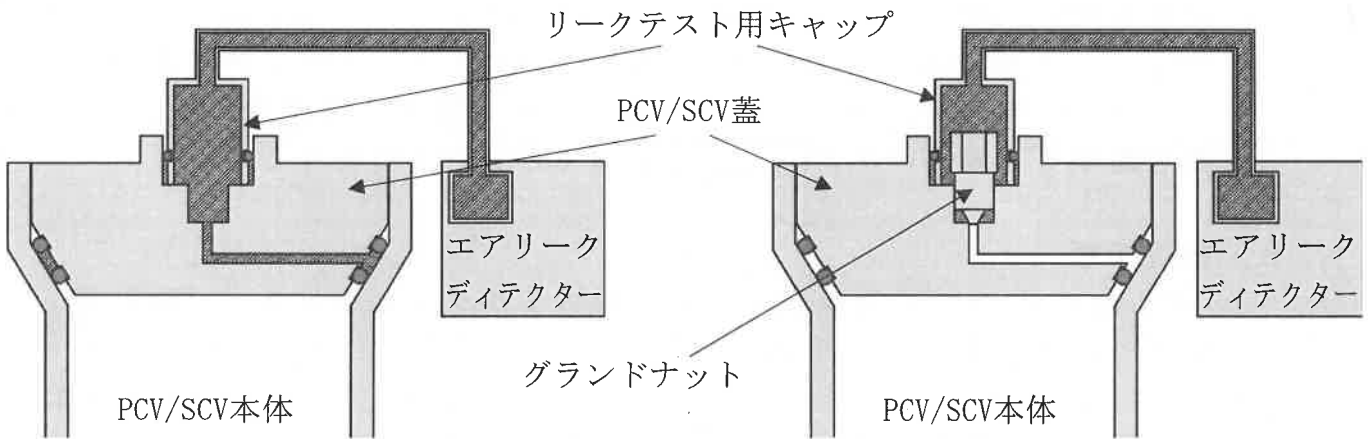 リークテスト用キャップ
PCV/SCV蓋
エアリーク
ディテクター
エアリーク
ディテクター
グランドナット
PCV/SCV本体
PCV/SCV本体